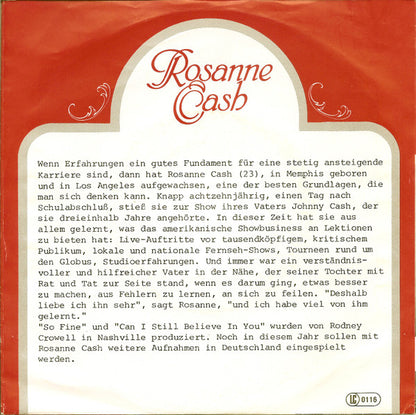 Rosanne
Cash
Wenn Erfahrungen ein gutes Fundament für eine stetig ansteigende
Karriere sind, dann hat Rosanne Cash (23), in Memphis geboren
und in Los Angeles aufgewachsen, eine der besten Grundlagen, die
man sich denken kann. Knapp achtzehnjährig, einen Tag nach
Schulabschluß, stieß sie zur Show ihres Vaters Johnny Cash, der
sie dreieinhalb Jahre angehörte. In dieser Zeit hat sie aus
allem gelernt, was das amerikanische Showbusiness an Lektionen
zu bieten hat: Live-Auftritte vor tausendköpfigem, kritischem
Publikum, lokale und nationale Fernseh-Shows, Tourneen rund um
den Globus, Studioerfahrungen. Und immer war ein verständnis-
voller und hilfreicher Vater in der Nähe, der seiner Tochter mit
Rat und Tat zur Seite stand, wenn es darum ging, etwas besser
zu machen, aus Fehlern zu lernen, an sich zu feilen. "Deshalb
liebe ich ihn sehr", sagt Rosanne, "und ich habe viel von ihm
gelernt."
"So Fine" und "Can I Still Believe In You" wurden von Rodney
Crowell in Nashville produziert. Noch in diesem Jahr sollen mit
Rosanne Cash weitere Aufnahmen in Deutschland eingespielt
werden.
LC 0116